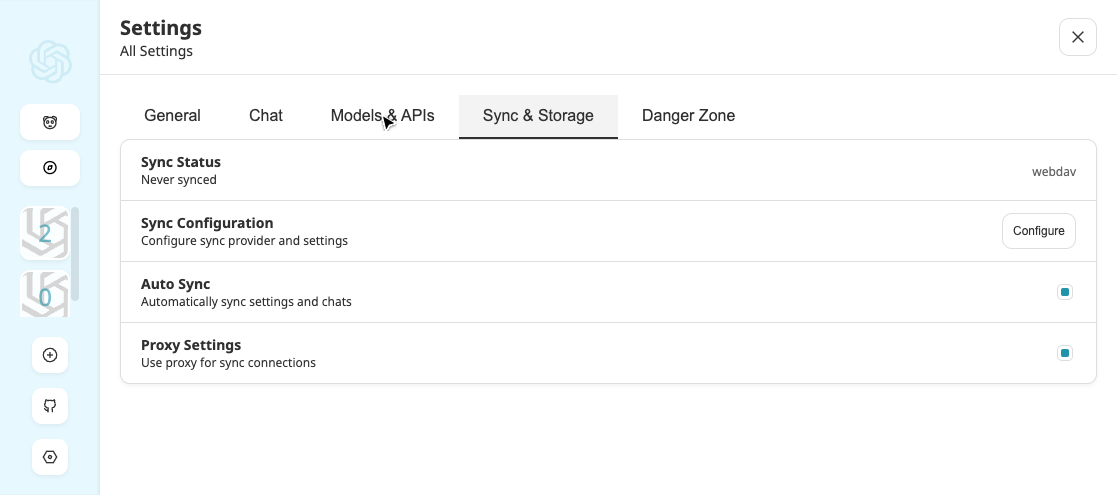 Settings
All Settings
General
Chat
Models & APIs
Sync & Storage
Danger Zone
Sync Status
Never synced
webdav
Sync Configuration
Configure sync provider and settings
Configure
Auto Sync
Automatically sync settings and chats
Proxy Settings
Use proxy for sync connections
2
0